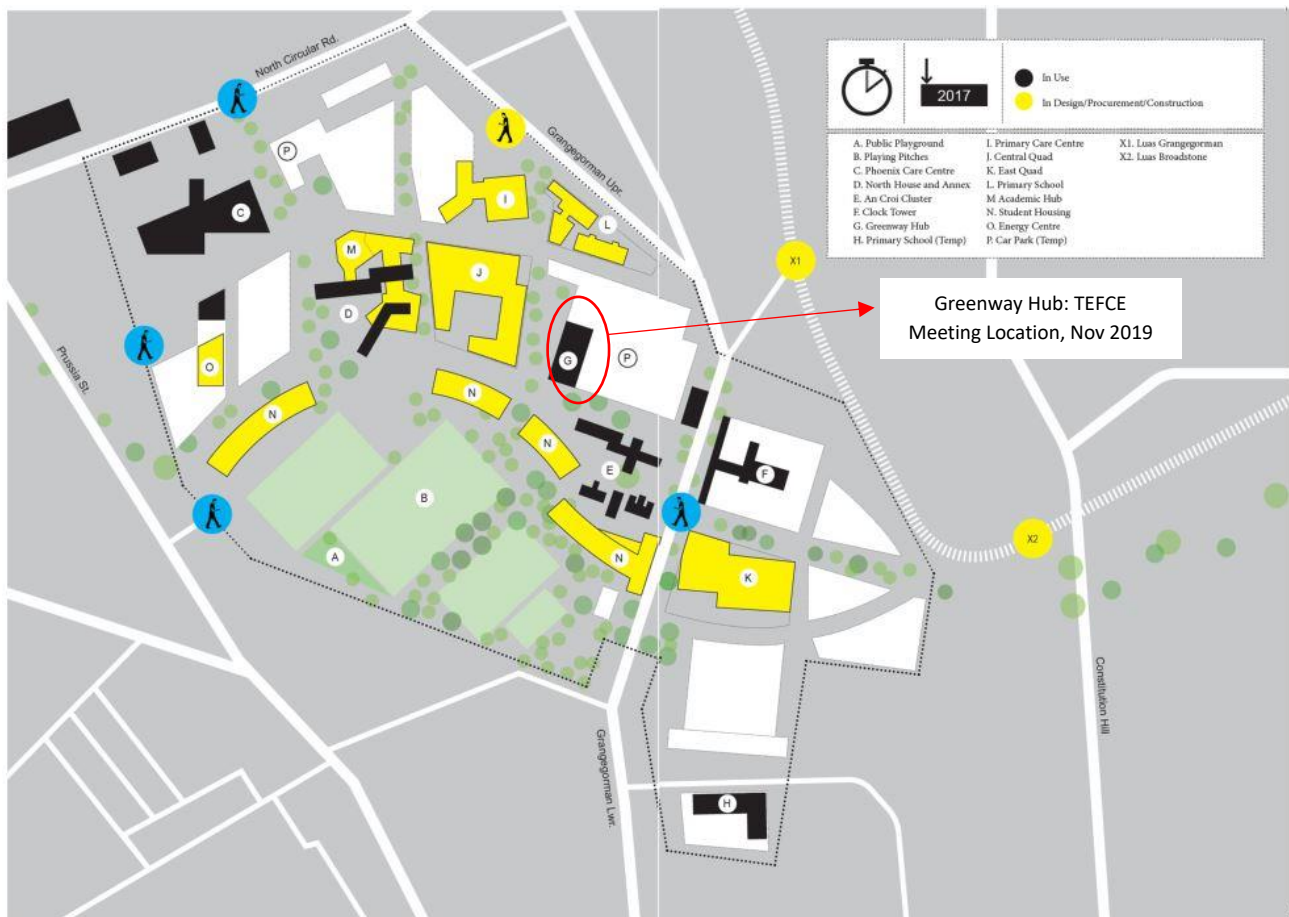 North Circular Rd.
Grangegorman Upr.
Prussia St.
Grangegorman Lwr.
Constitution Hill
2017
In Use
In Design/Procurement/Construction
A. Public Playground
B. Playing Pitches
C. Phoenix Care Centre
D. North House and Annex
E. An Croi Cluster
F. Clock Tower
G. Greenway Hub
H. Primary School (Temp)
I. Primary Care Centre
J. Central Quad
K. East Quad
L. Primary School
M Academic Hub
N. Student Housing
O. Energy Centre
P. Car Park (Temp)
X1. Luas Grangegorman
X2. Luas Broadstone
Greenway Hub: TEFCE
Meeting Location, Nov 2019
P
C
I
L
M
J
X1
D
G
P
O
N
N
N
E
F
B
X2
A
N
K
H